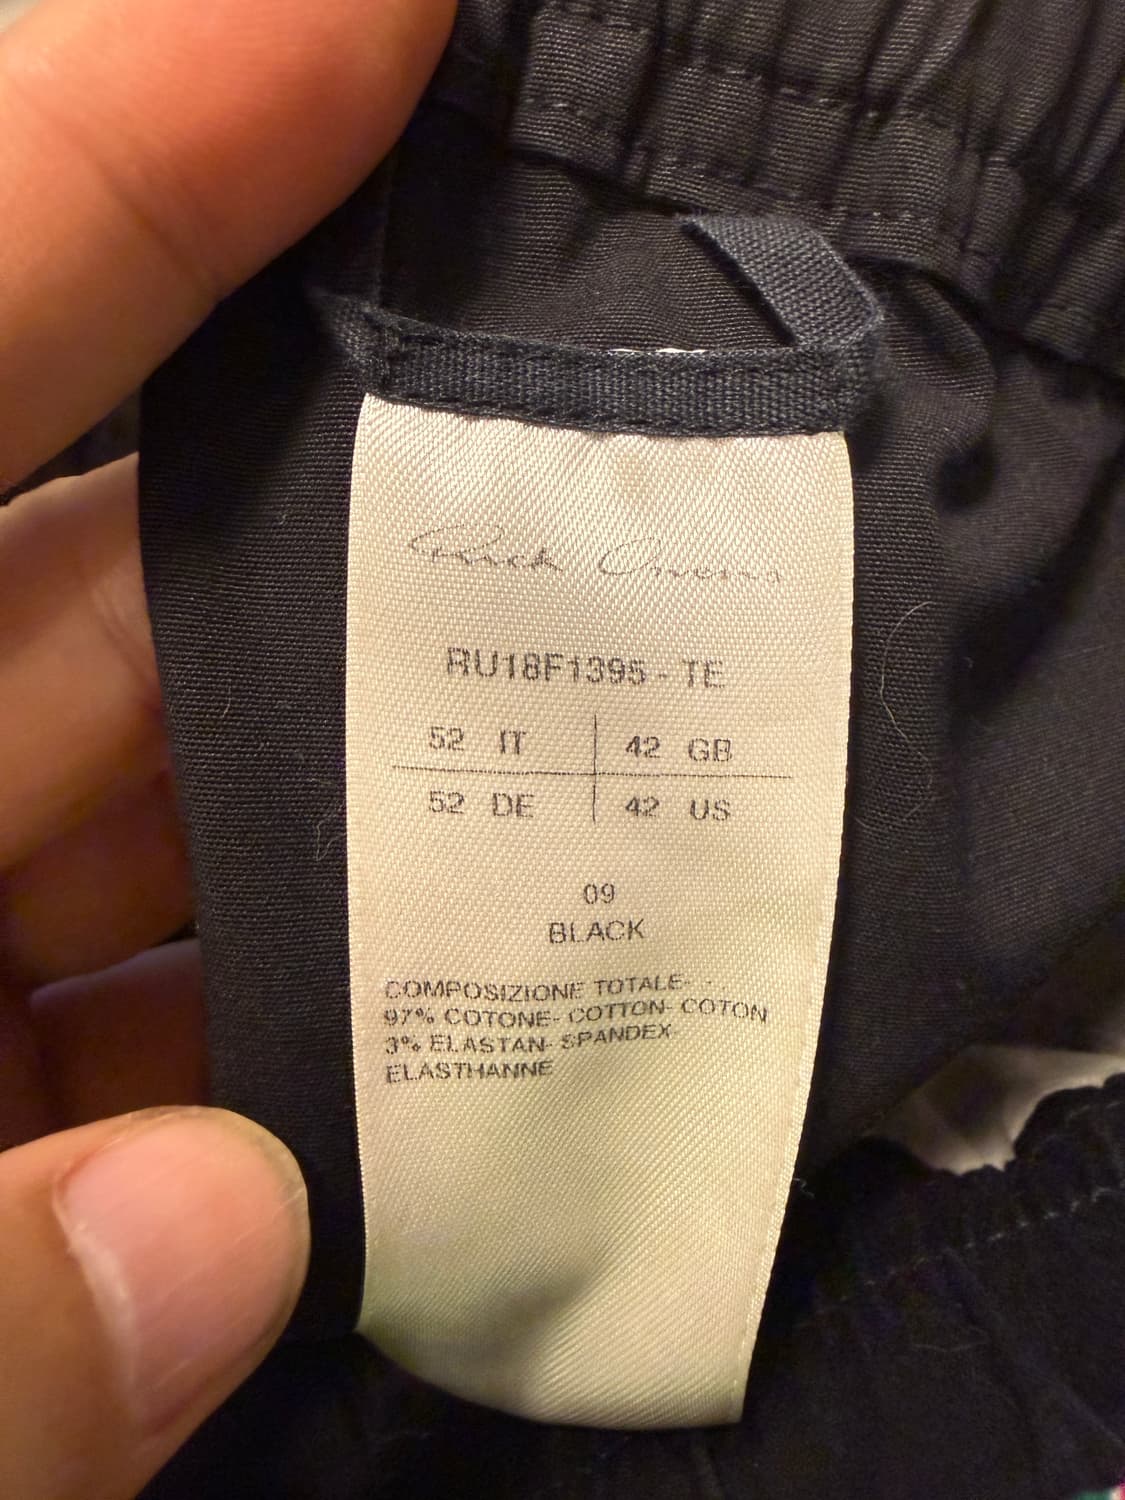 Rick Owens
RU18F1395 - TE
52 IT 42 GB
52 DE 42 US
09
BLACK
COMPOSIZIONE TOTALE-
97% COTONE- COTTON- COTON
3% ELASTAN- SPANDEX-
ELASTHANNE